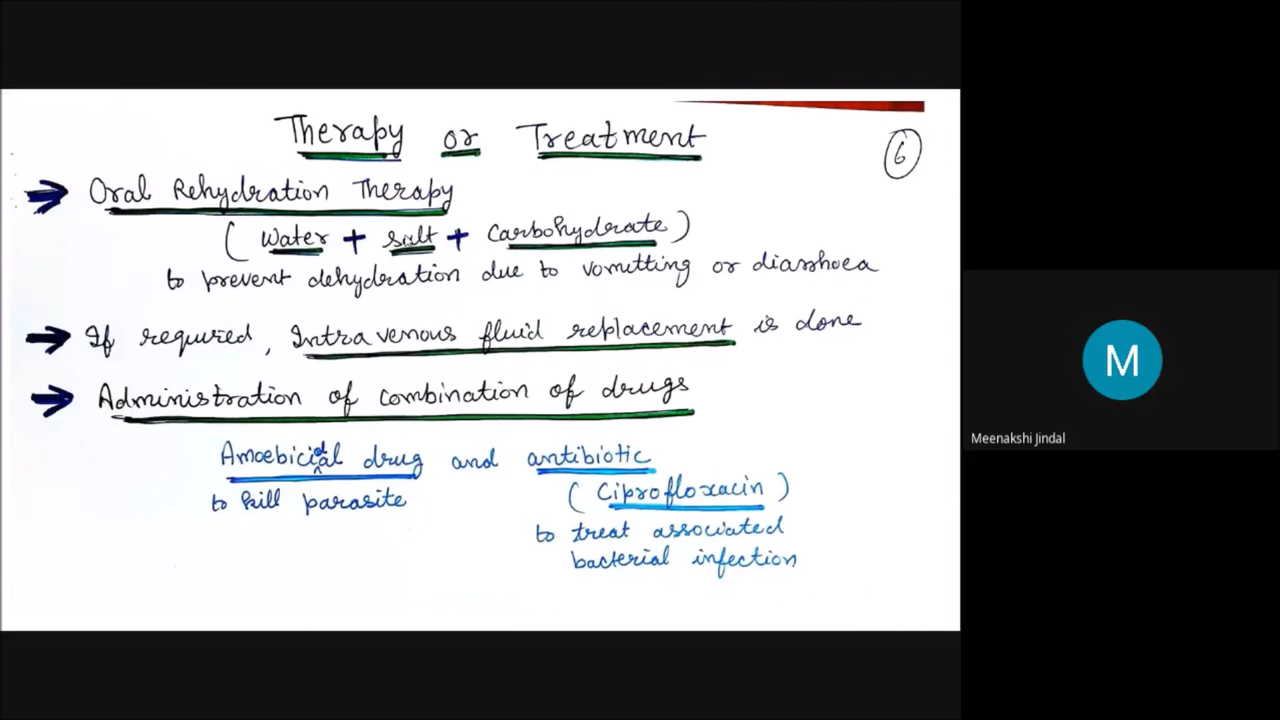 Therapy or Treatment
6
Oral Rehydration Therapy
( Water + Salt + Carbohydrate )
to prevent dehydration due to vomitting or diarrhoea
If required, Intravenous fluid replacement is done
Administration of combination of drugs
Amoebicidal drug and antibiotic
to kill parasite
( Ciprofloxacin )
to treat associated
bacterial infection
M
Meenakshi Jindal